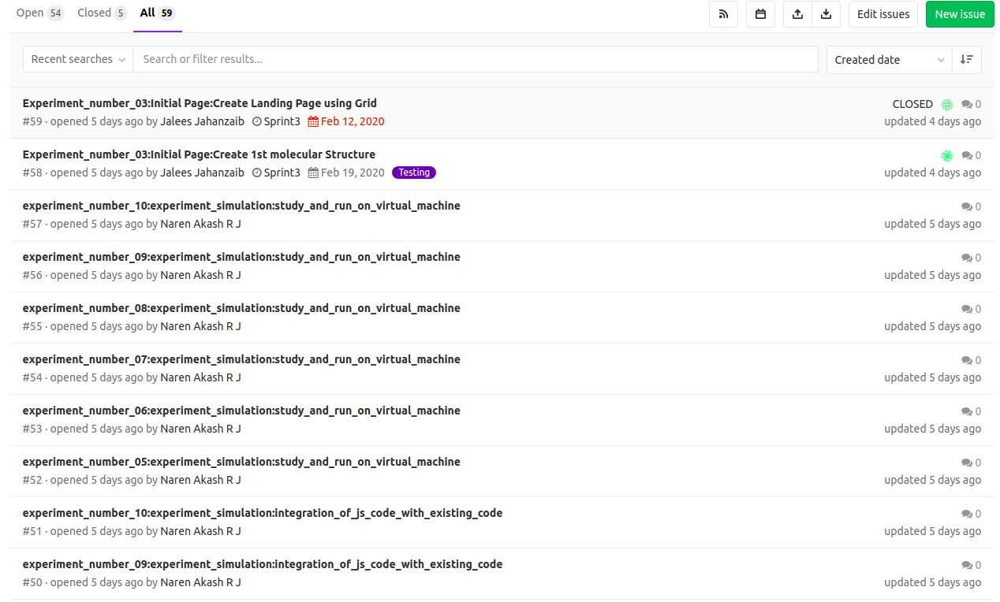 Open 54 Closed 5 All 59 Edit issues New issue
Recent searches Search or filter results... Created date
Experiment_number_03:Initial Page:Create Landing Page using Grid CLOSED 0
#59 · opened 5 days ago by Jalees Jahanzaib Sprint3 Feb 12, 2020 updated 4 days ago
Experiment_number_03:Initial Page:Create 1st molecular Structure 0
#58 · opened 5 days ago by Jalees Jahanzaib Sprint3 Feb 19, 2020 Testing updated 4 days ago
experiment_number_10:experiment_simulation:study_and_run_on_virtual_machine 0
#57 · opened 5 days ago by Naren Akash R J updated 5 days ago
experiment_number_09:experiment_simulation:study_and_run_on_virtual_machine 0
#56 · opened 5 days ago by Naren Akash R J updated 5 days ago
experiment_number_08:experiment_simulation:study_and_run_on_virtual_machine 0
#55 · opened 5 days ago by Naren Akash R J updated 5 days ago
experiment_number_07:experiment_simulation:study_and_run_on_virtual_machine 0
#54 · opened 5 days ago by Naren Akash R J updated 5 days ago
experiment_number_06:experiment_simulation:study_and_run_on_virtual_machine 0
#53 · opened 5 days ago by Naren Akash R J updated 5 days ago
experiment_number_05:experiment_simulation:study_and_run_on_virtual_machine 0
#52 · opened 5 days ago by Naren Akash R J updated 5 days ago
experiment_number_10:experiment_simulation:integration_of_js_code_with_existing_code 0
#51 · opened 5 days ago by Naren Akash R J updated 5 days ago
experiment_number_09:experiment_simulation:integration_of_js_code_with_existing_code 0
#50 · opened 5 days ago by Naren Akash R J updated 5 days ago